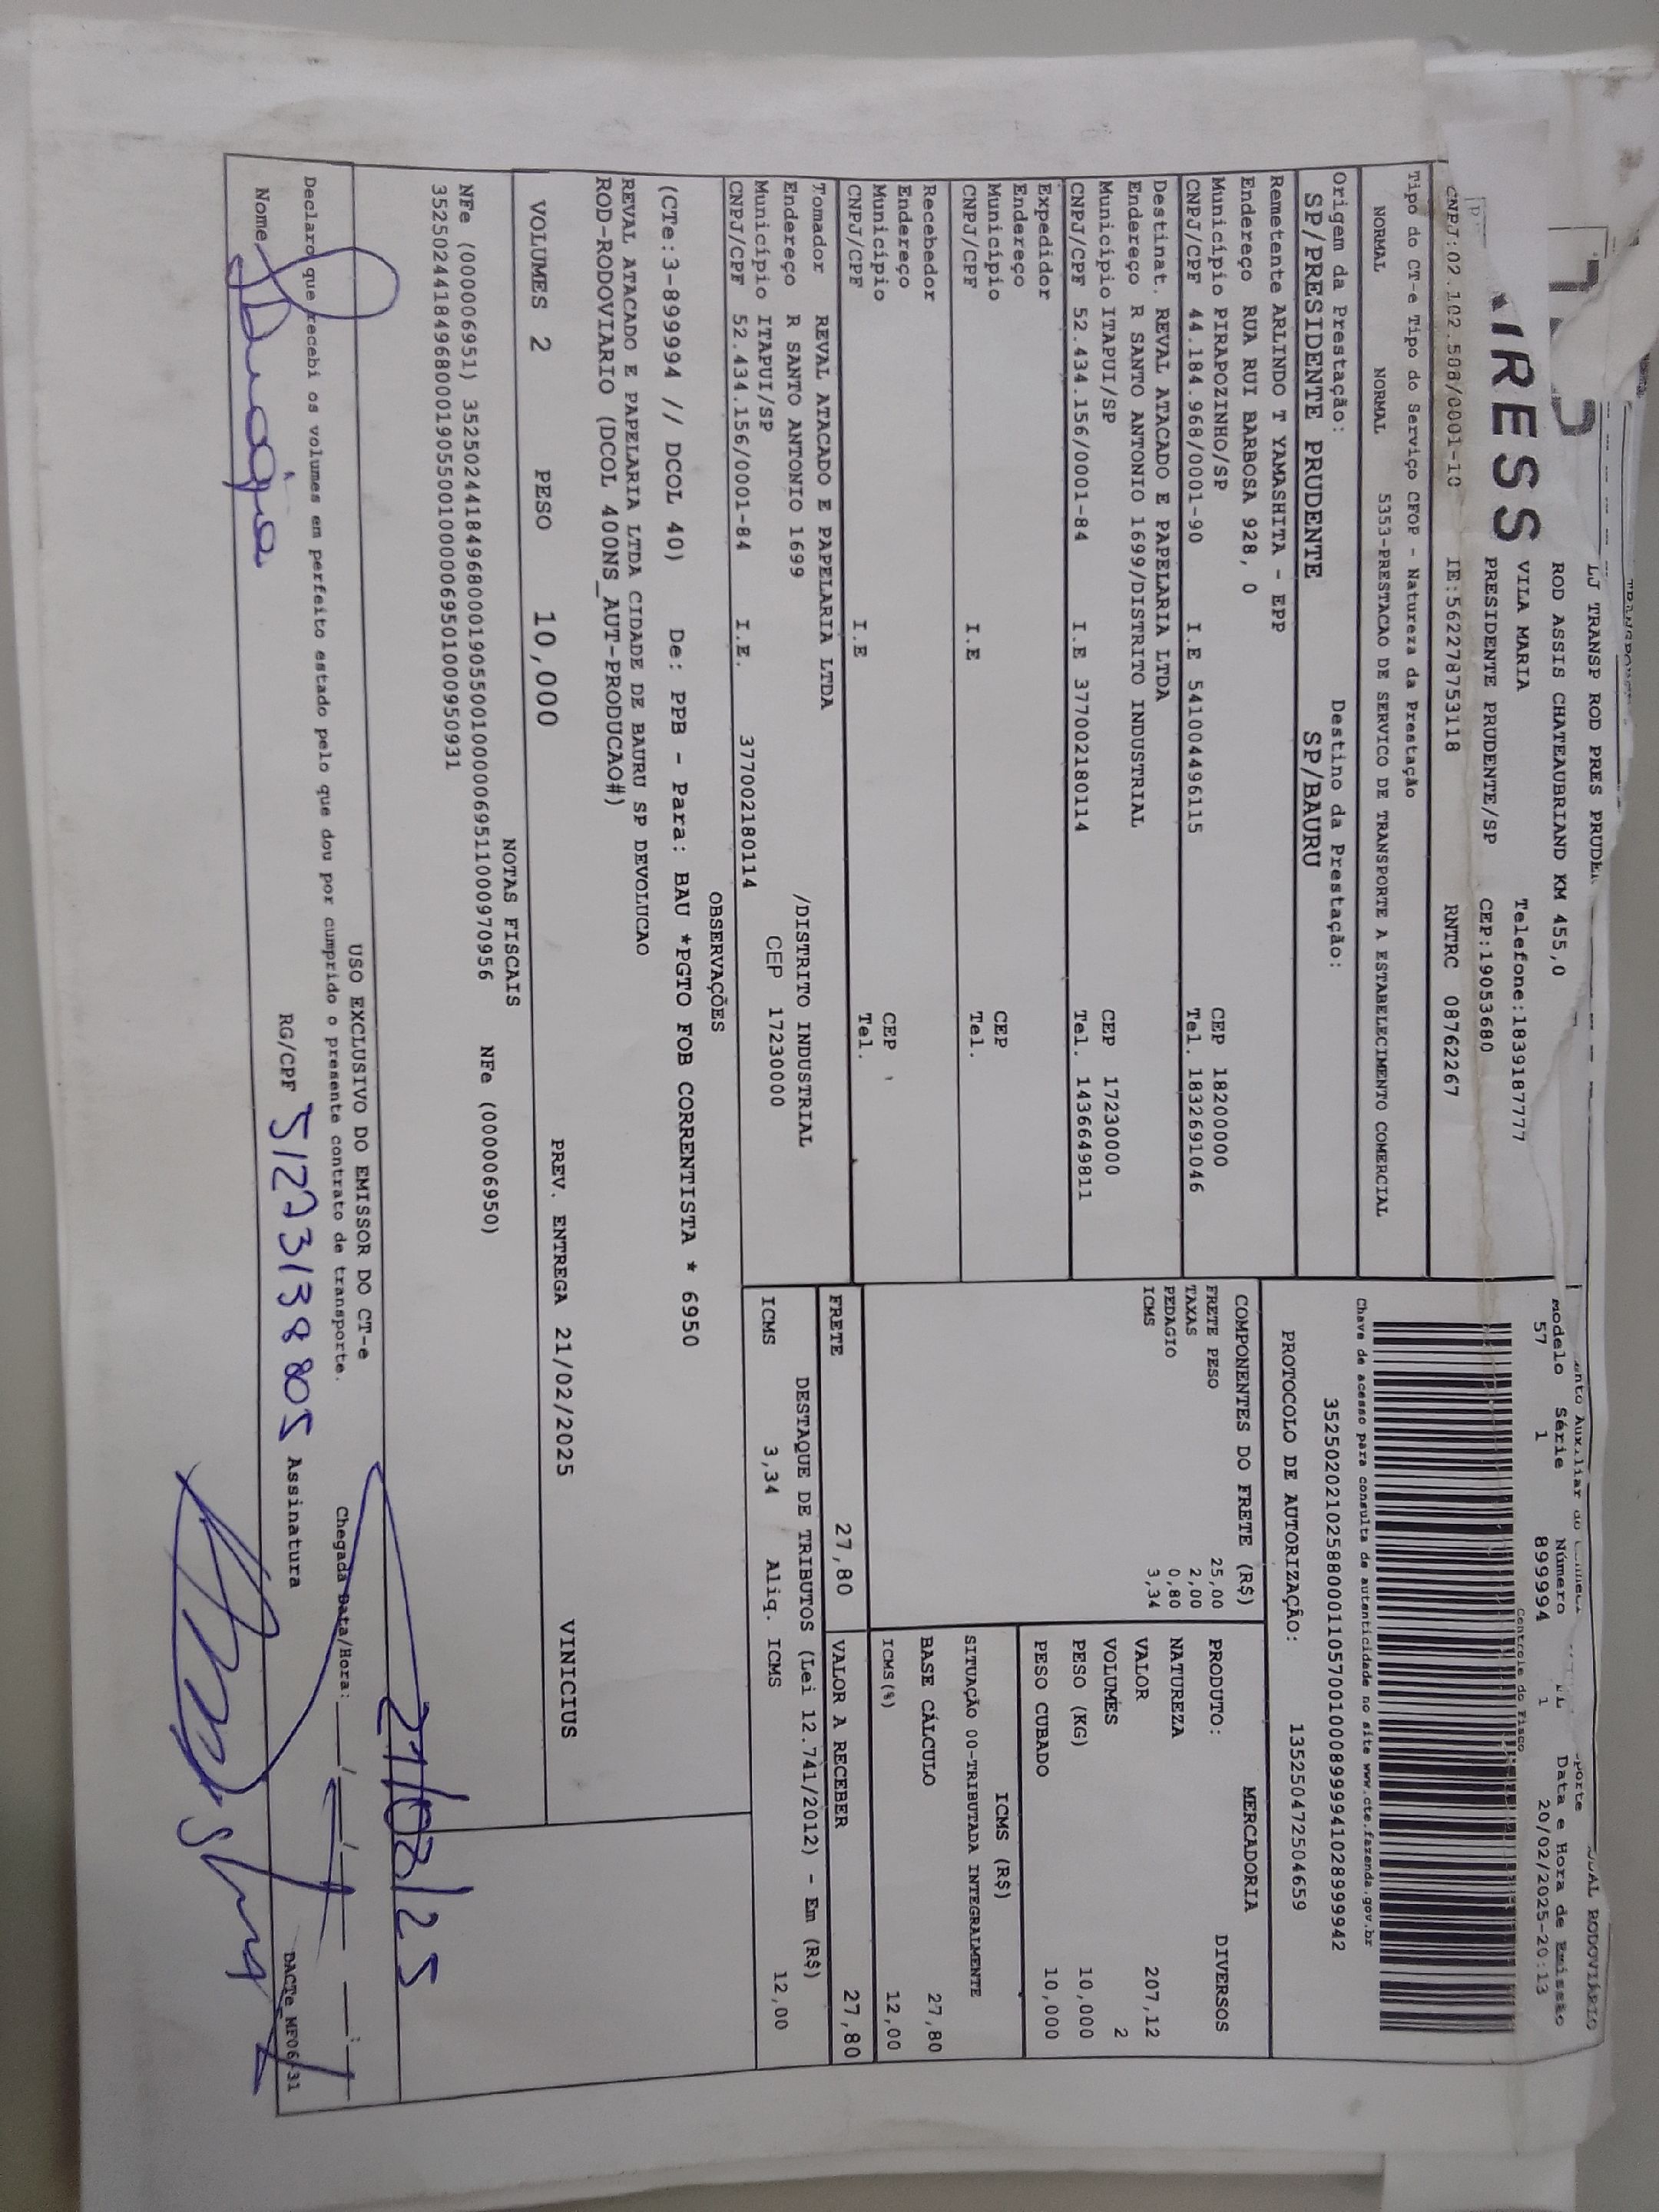 IRESS
LJ TRANSP ROD PRES
ROD ASSIS CHATEAUBRIAND KM 455,0
VILA MARIA Telefone:1839187777
PRESIDENTE PRUDENTE/SP CEP:19053680
CNPJ:02.102.588/0001-10 IE:562278753118 RNTRC 08762267
Tipo do CT-e Tipo do Serviço CFOP - Natureza da Prestação
NORMAL NORMAL 5353-PRESTACAO DE SERVICO DE TRANSPORTE A ESTABELECIMENTO COMERCIAL
Origem da Prestação: Destino da Prestação:
SP/PRESIDENTE PRUDENTE SP/BAURU
Remetente ARLINDO T YAMASHITA - EPP
Endereço RUA RUI BARBOSA 928, 0
Município PIRAPOZINHO/SP CEP 18200000
CNPJ/CPF 44.184.968/0001-90 I.E 541004496115 Tel. 1832691046
Destinat. REVAL ATACADO E PAPELARIA LTDA
Endereço R SANTO ANTONIO 1699/DISTRITO INDUSTRIAL
Município ITAPUI/SP CEP 17230000
CNPJ/CPF 52.434.156/0001-84 I.E 377002180114 Tel. 1436649811
Expedidor
Endereço
Município CEP
CNPJ/CPF I.E Tel.
Recebedor
Endereço
Município CEP
CNPJ/CPF I.E Tel.
Tomador REVAL ATACADO E PAPELARIA LTDA
Endereço R SANTO ANTONIO 1699 /DISTRITO INDUSTRIAL
Município ITAPUI/SP CEP 17230000
CNPJ/CPF 52.434.156/0001-84 I.E. 377002180114
Modelo Série Número Data e Hora de Emissão
57 1 899994 1 20/02/2025-20:13
Controle do Fisco
Chave de acesso para consulta de autenticidade no site www.cte.fazenda.gov.br
35250202102588000110570010008999941028999942
PROTOCOLO DE AUTORIZAÇÃO: 135250472504659
COMPONENTES DO FRETE (R$)
FRETE PESO 25,00
TAXAS 2,00
PEDAGIO 0,80
ICMS 3,34
MERCADORIA
PRODUTO: DIVERSOS
NATUREZA
VALOR 207,12
VOLUMES 2
PESO (KG) 10,000
PESO CUBADO 10,000
ICMS (R$)
SITUAÇÃO 00-TRIBUTADA INTEGRALMENTE
BASE CÁLCULO 27,80
ICMS(%) 12,00
FRETE 27,80 VALOR A RECEBER 27,80
DESTAQUE DE TRIBUTOS (Lei 12.741/2012) - Em (R$)
ICMS 3,34 Aliq. ICMS 12,00
OBSERVAÇÕES
(CTe:3-899994 // DCOL 40) De: PPB - Para: BAU *PGTO FOB CORRENTISTA * 6950
REVAL ATACADO E PAPELARIA LTDA CIDADE DE BAURU SP DEVOLUCAO
ROD-RODOVIARIO (DCOL 400NS_AUT-PRODUCAO#)
VOLUMES 2 PESO 10,000 PREV. ENTREGA 21/02/2025 VINICIUS
NOTAS FISCAIS
NFe (000006951) 35250244184968000190550010000069511000970956 NFe (000006950)
35250244184968000190550010000069501000950931
USO EXCLUSIVO DO EMISSOR DO CT-e
Declaro que recebi os volumes em perfeito estado pelo que dou por cumprido o presente contrato de transporte.
Chegada Data/Hora: __/__/__ __:__
21/02/25
Nome RG/CPF 51273138805 Assinatura
DACTe_MF06/31